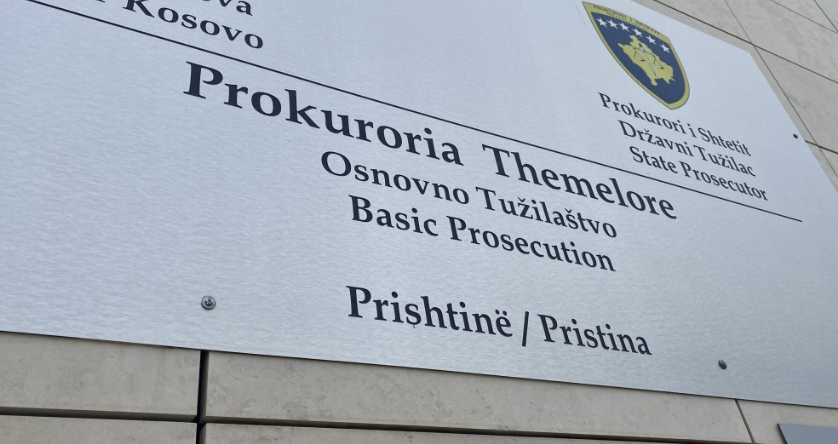 Kosovo
Prokurori i Shtetit
Državni Tužilac
State Prosecutor
Prokuroria Themelore
Osnovno Tužilaštvo
Basic Prosecution
Prishtinë / Pristina